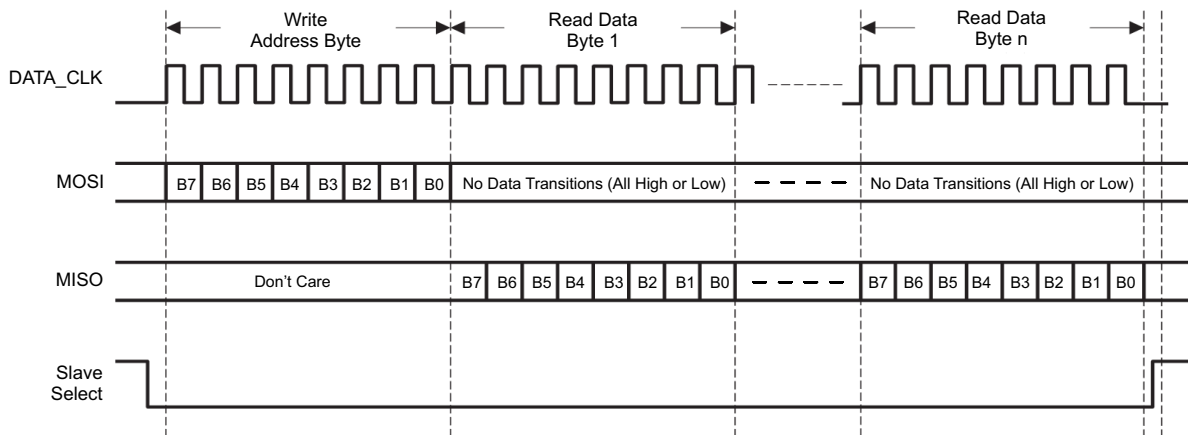 Write
Address Byte
Read Data
Byte 1
Read Data
Byte n
DATA_CLK
MOSI
B7 B6 B5 B4 B3 B2 B1 B0
No Data Transitions (All High or Low)
No Data Transitions (All High or Low)
MISO
Don't Care
B7 B6 B5 B4 B3 B2 B1 B0
B7 B6 B5 B4 B3 B2 B1 B0
Slave
Select